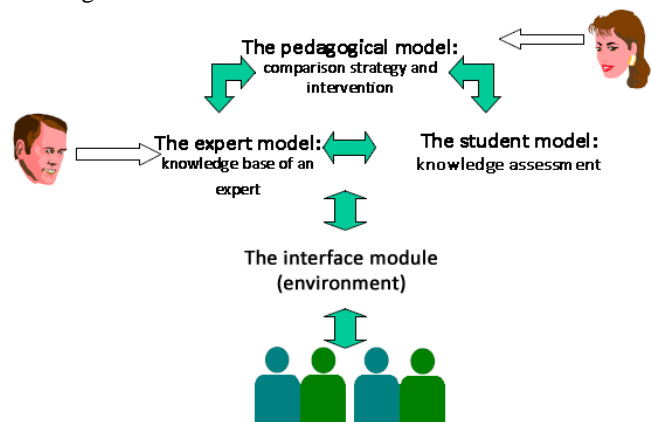 The pedagogical model:
comparison strategy and
intervention
The expert model:
knowledge base of an
expert
The student model:
knowledge assessment
The interface module
(environment)